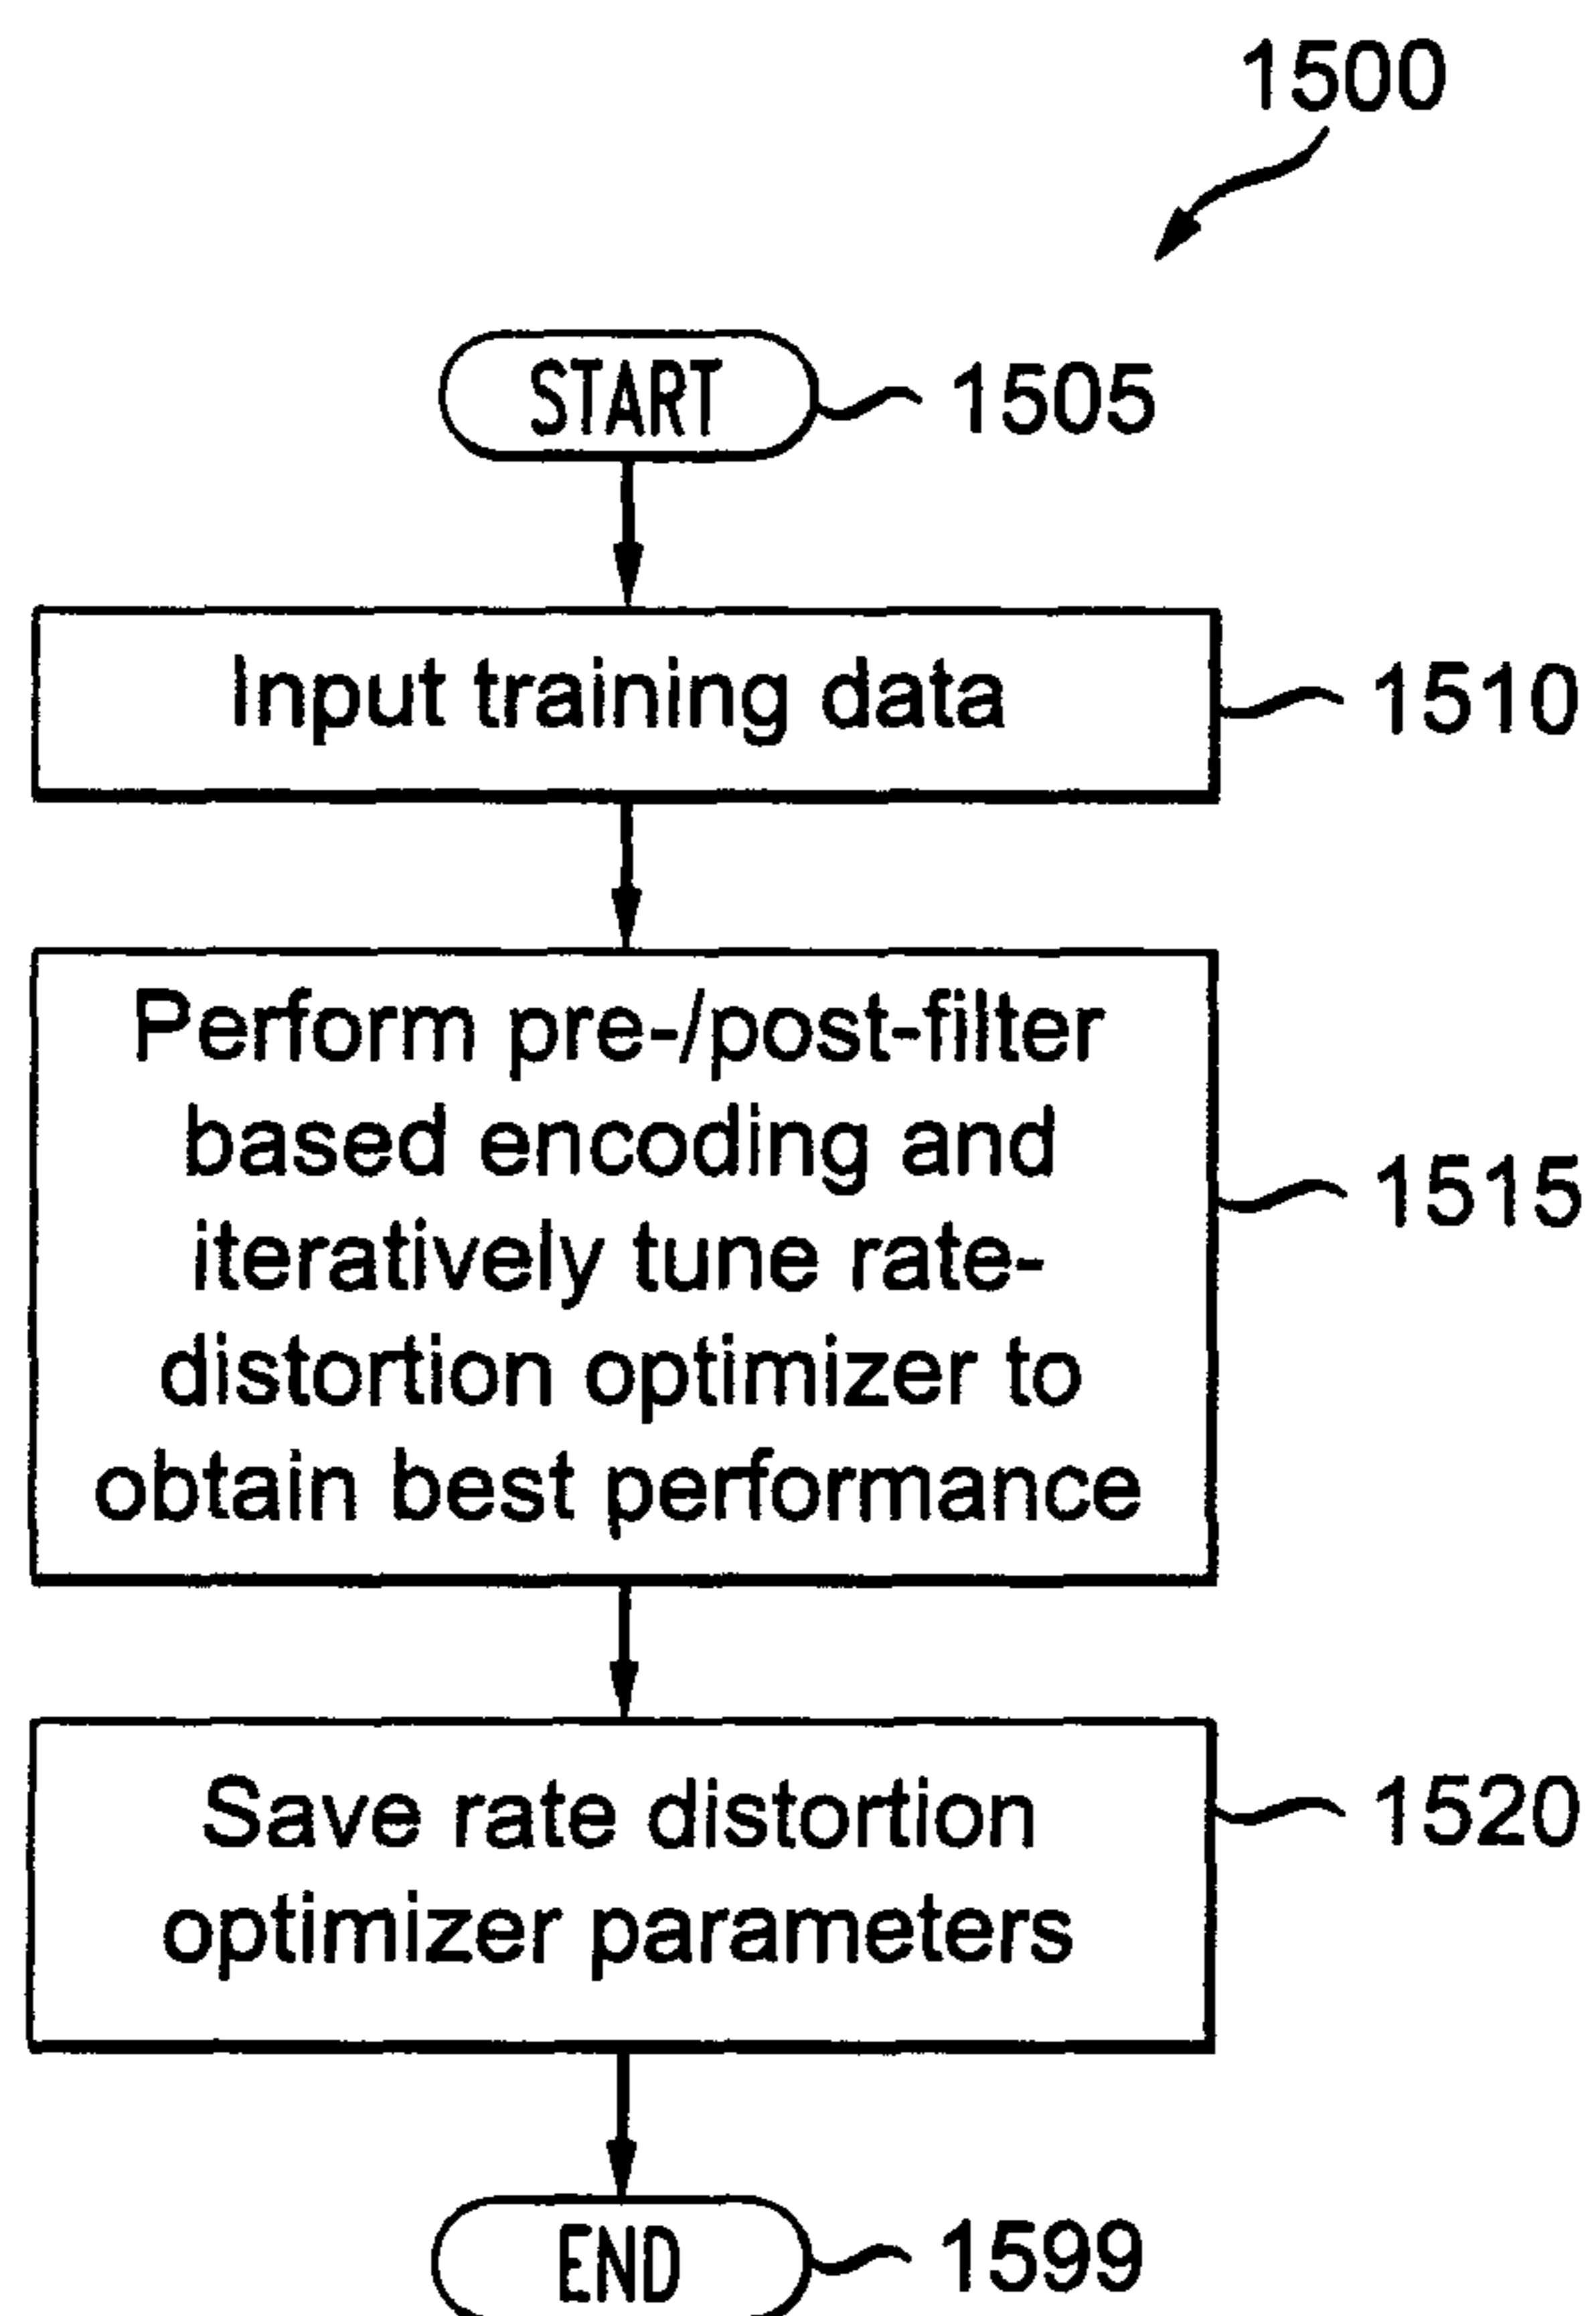 1500
START
1505
Input training data
1510
Perform pre-/post-filter
based encoding and
iteratively tune rate-
distortion optimizer to
obtain best performance
1515
Save rate distortion
optimizer parameters
1520
END
1599